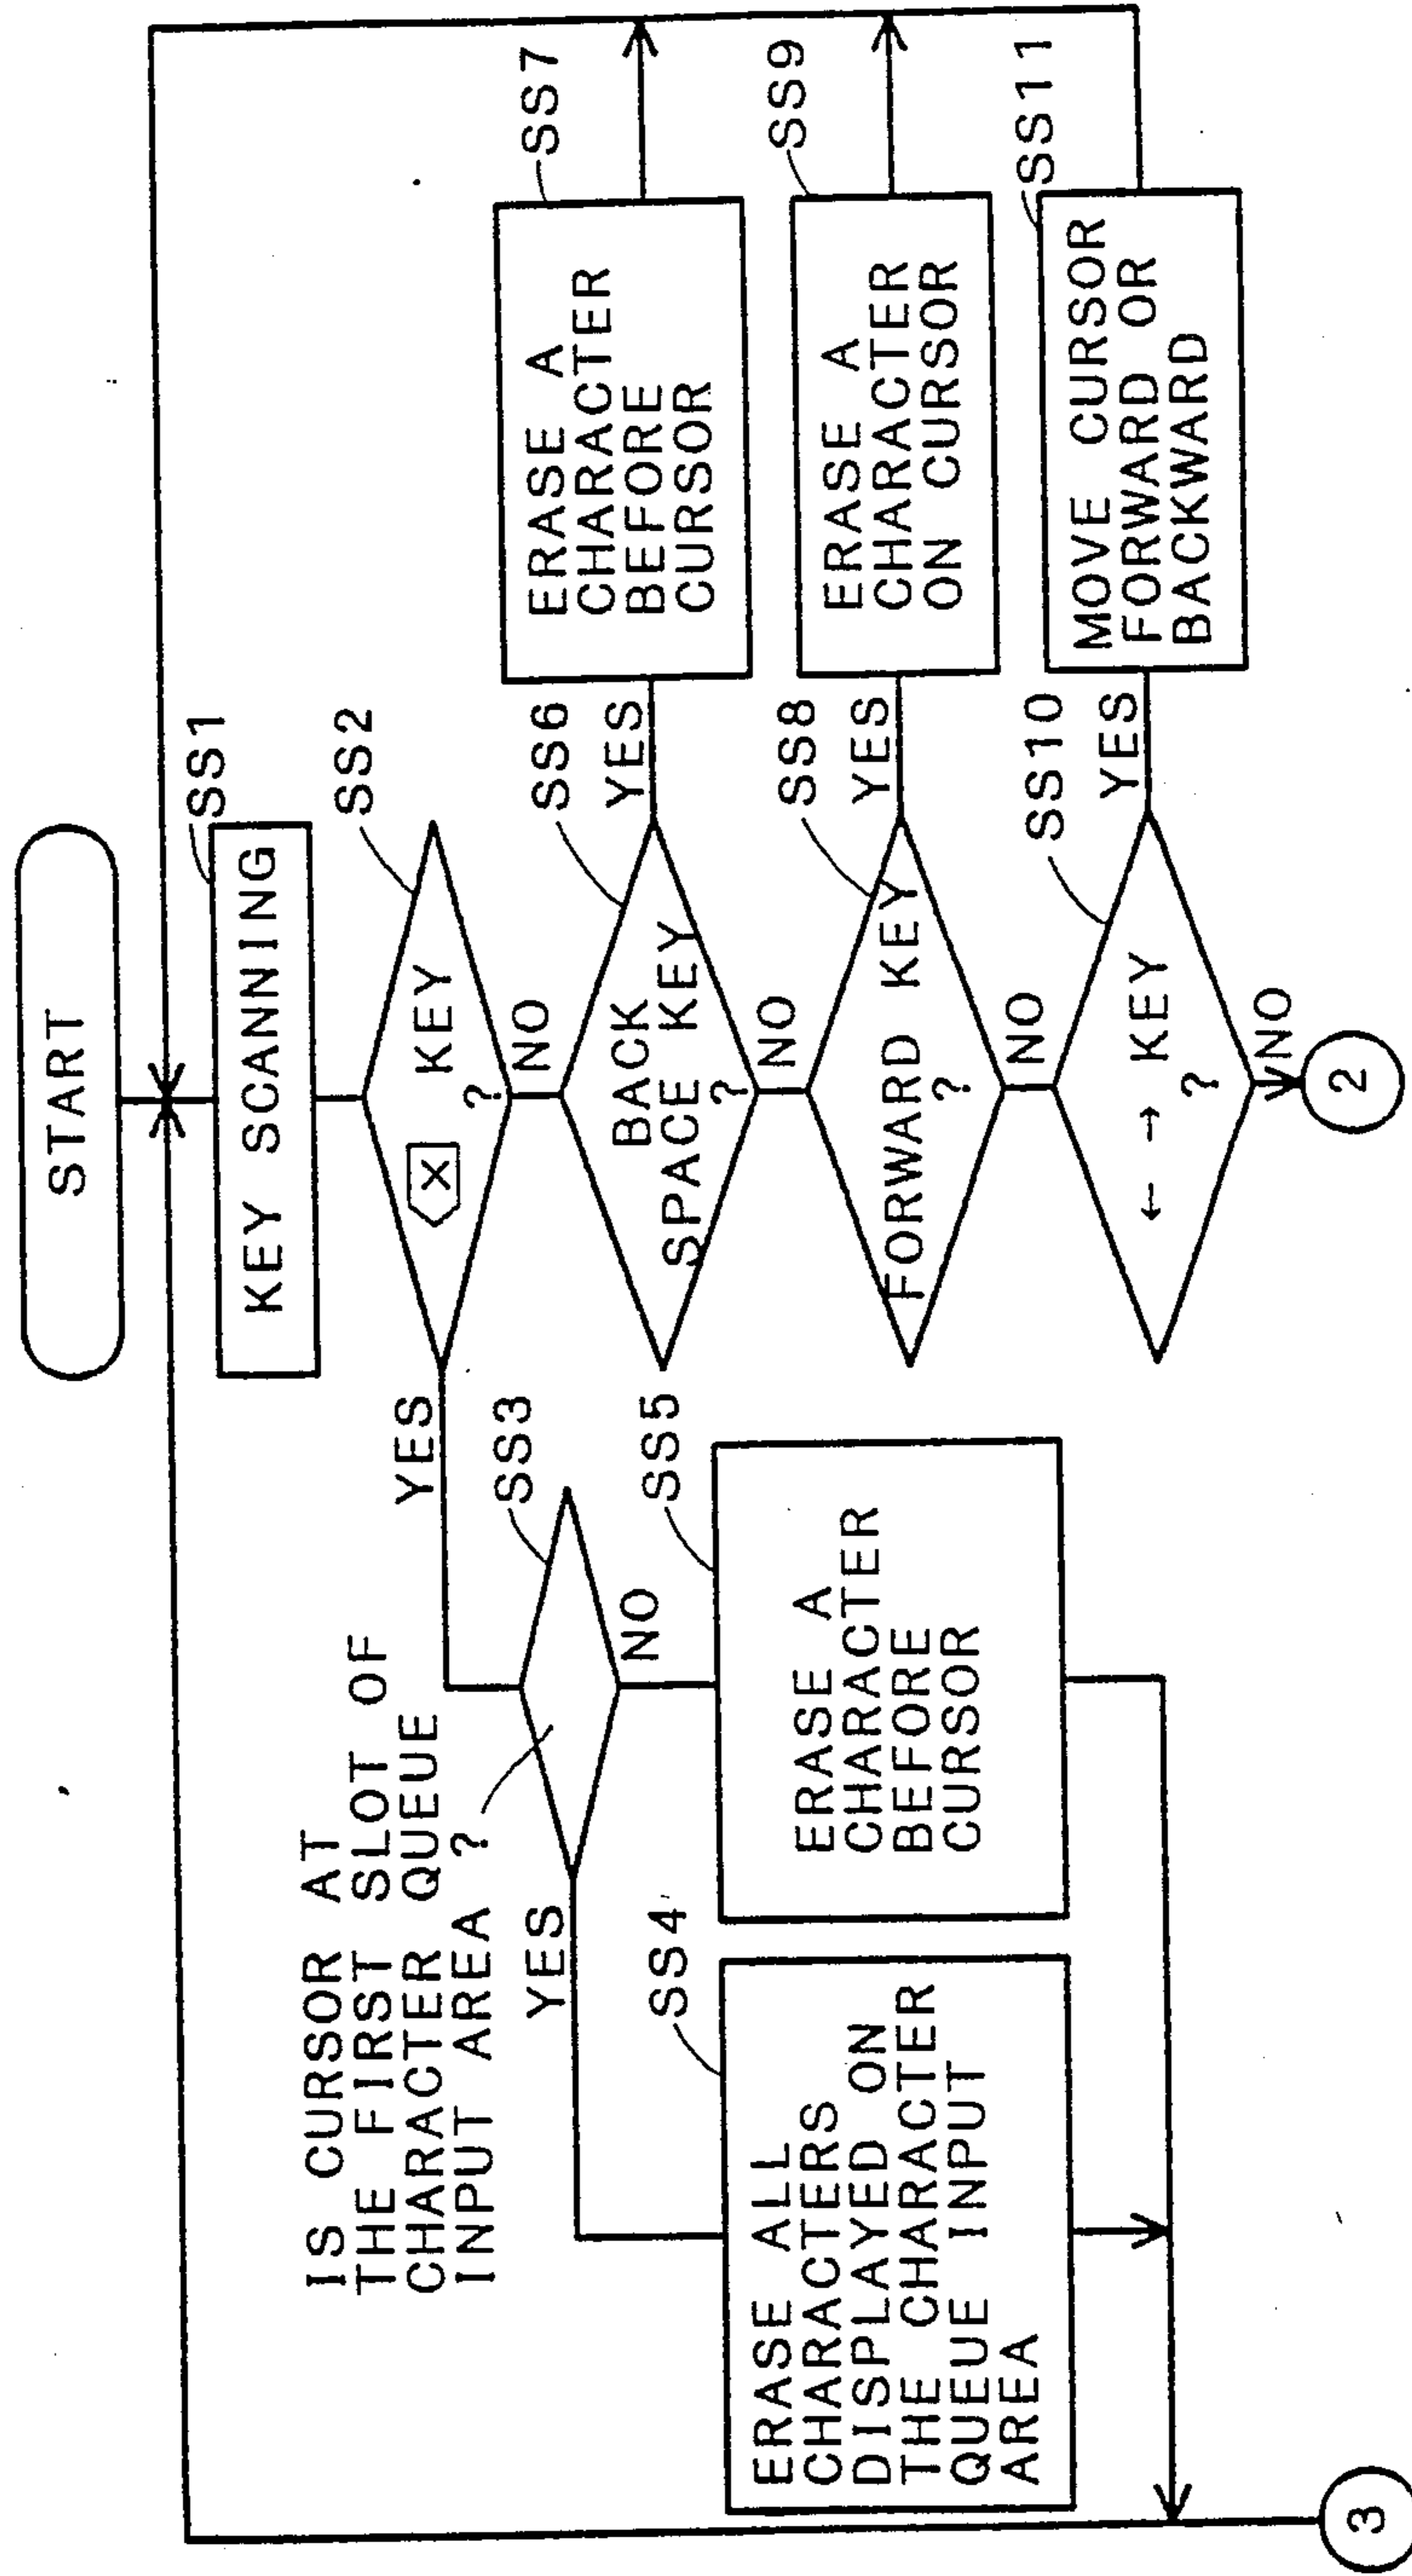 START
SS1
KEY SCANNING
SS2
X KEY
?
YES
NO
IS CURSOR AT
THE FIRST SLOT OF
CHARACTER QUEUE
INPUT AREA ?
SS3
YES
NO
SS4
ERASE ALL
CHARACTERS
DISPLAYED ON
THE CHARACTER
QUEUE INPUT
AREA
SS5
ERASE A
CHARACTER
BEFORE
CURSOR
SS6
BACK
SPACE KEY
?
YES
NO
SS7
ERASE A
CHARACTER
BEFORE
CURSOR
SS8
FORWARD KEY
?
YES
NO
SS9
ERASE A
CHARACTER
ON CURSOR
SS10
← → KEY
?
YES
NO
SS11
MOVE CURSOR
FORWARD OR
BACKWARD
3
2